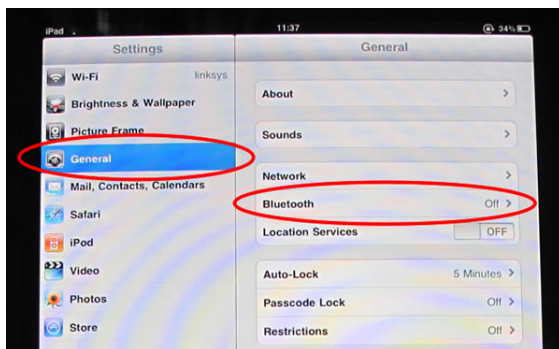 iPad
11:37
34%
Settings
General
Wi-Fi linksys
Brightness & Wallpaper
Picture Frame
General
Mail, Contacts, Calendars
Safari
iPod
Video
Photos
Store
About
Sounds
Network
Bluetooth Off
Location Services OFF
Auto-Lock 5 Minutes
Passcode Lock Off
Restrictions Off